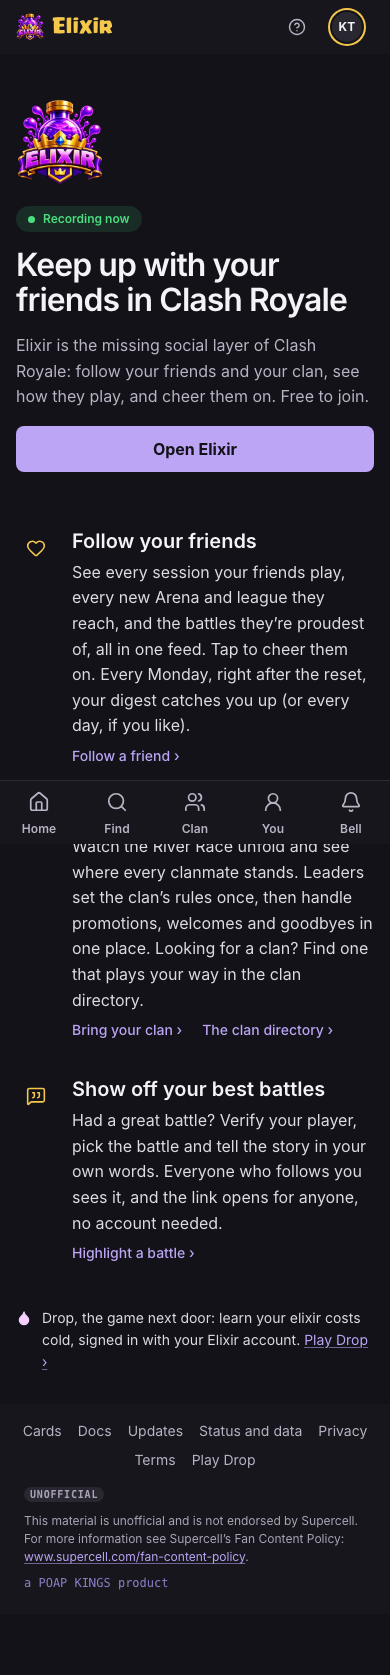 Elixir
KT
ELIXIR
Recording now
Keep up with your
friends in Clash Royale
Elixir is the missing social layer of Clash
Royale: follow your friends and your clan, see
how they play, and cheer them on. Free to join.
Open Elixir
Follow your friends
See every session your friends play,
every new Arena and league they
reach, and the battles they’re proudest
of, all in one feed. Tap to cheer them
on. Every Monday, right after the reset,
your digest catches you up (or every
day, if you like).
Follow a friend ›
Home Find Clan You Bell
Watch the River Race unfold and see
where every clanmate stands. Leaders
set the clan’s rules once, then handle
promotions, welcomes and goodbyes in
one place. Looking for a clan? Find one
that plays your way in the clan
directory.
Bring your clan › The clan directory ›
Show off your best battles
Had a great battle? Verify your player,
pick the battle and tell the story in your
own words. Everyone who follows you
sees it, and the link opens for anyone,
no account needed.
Highlight a battle ›
Drop, the game next door: learn your elixir costs
cold, signed in with your Elixir account. Play Drop
›
Cards Docs Updates Status and data Privacy
Terms Play Drop
UNOFFICIAL
This material is unofficial and is not endorsed by Supercell.
For more information see Supercell’s Fan Content Policy:
www.supercell.com/fan-content-policy.
a POAP KINGS product